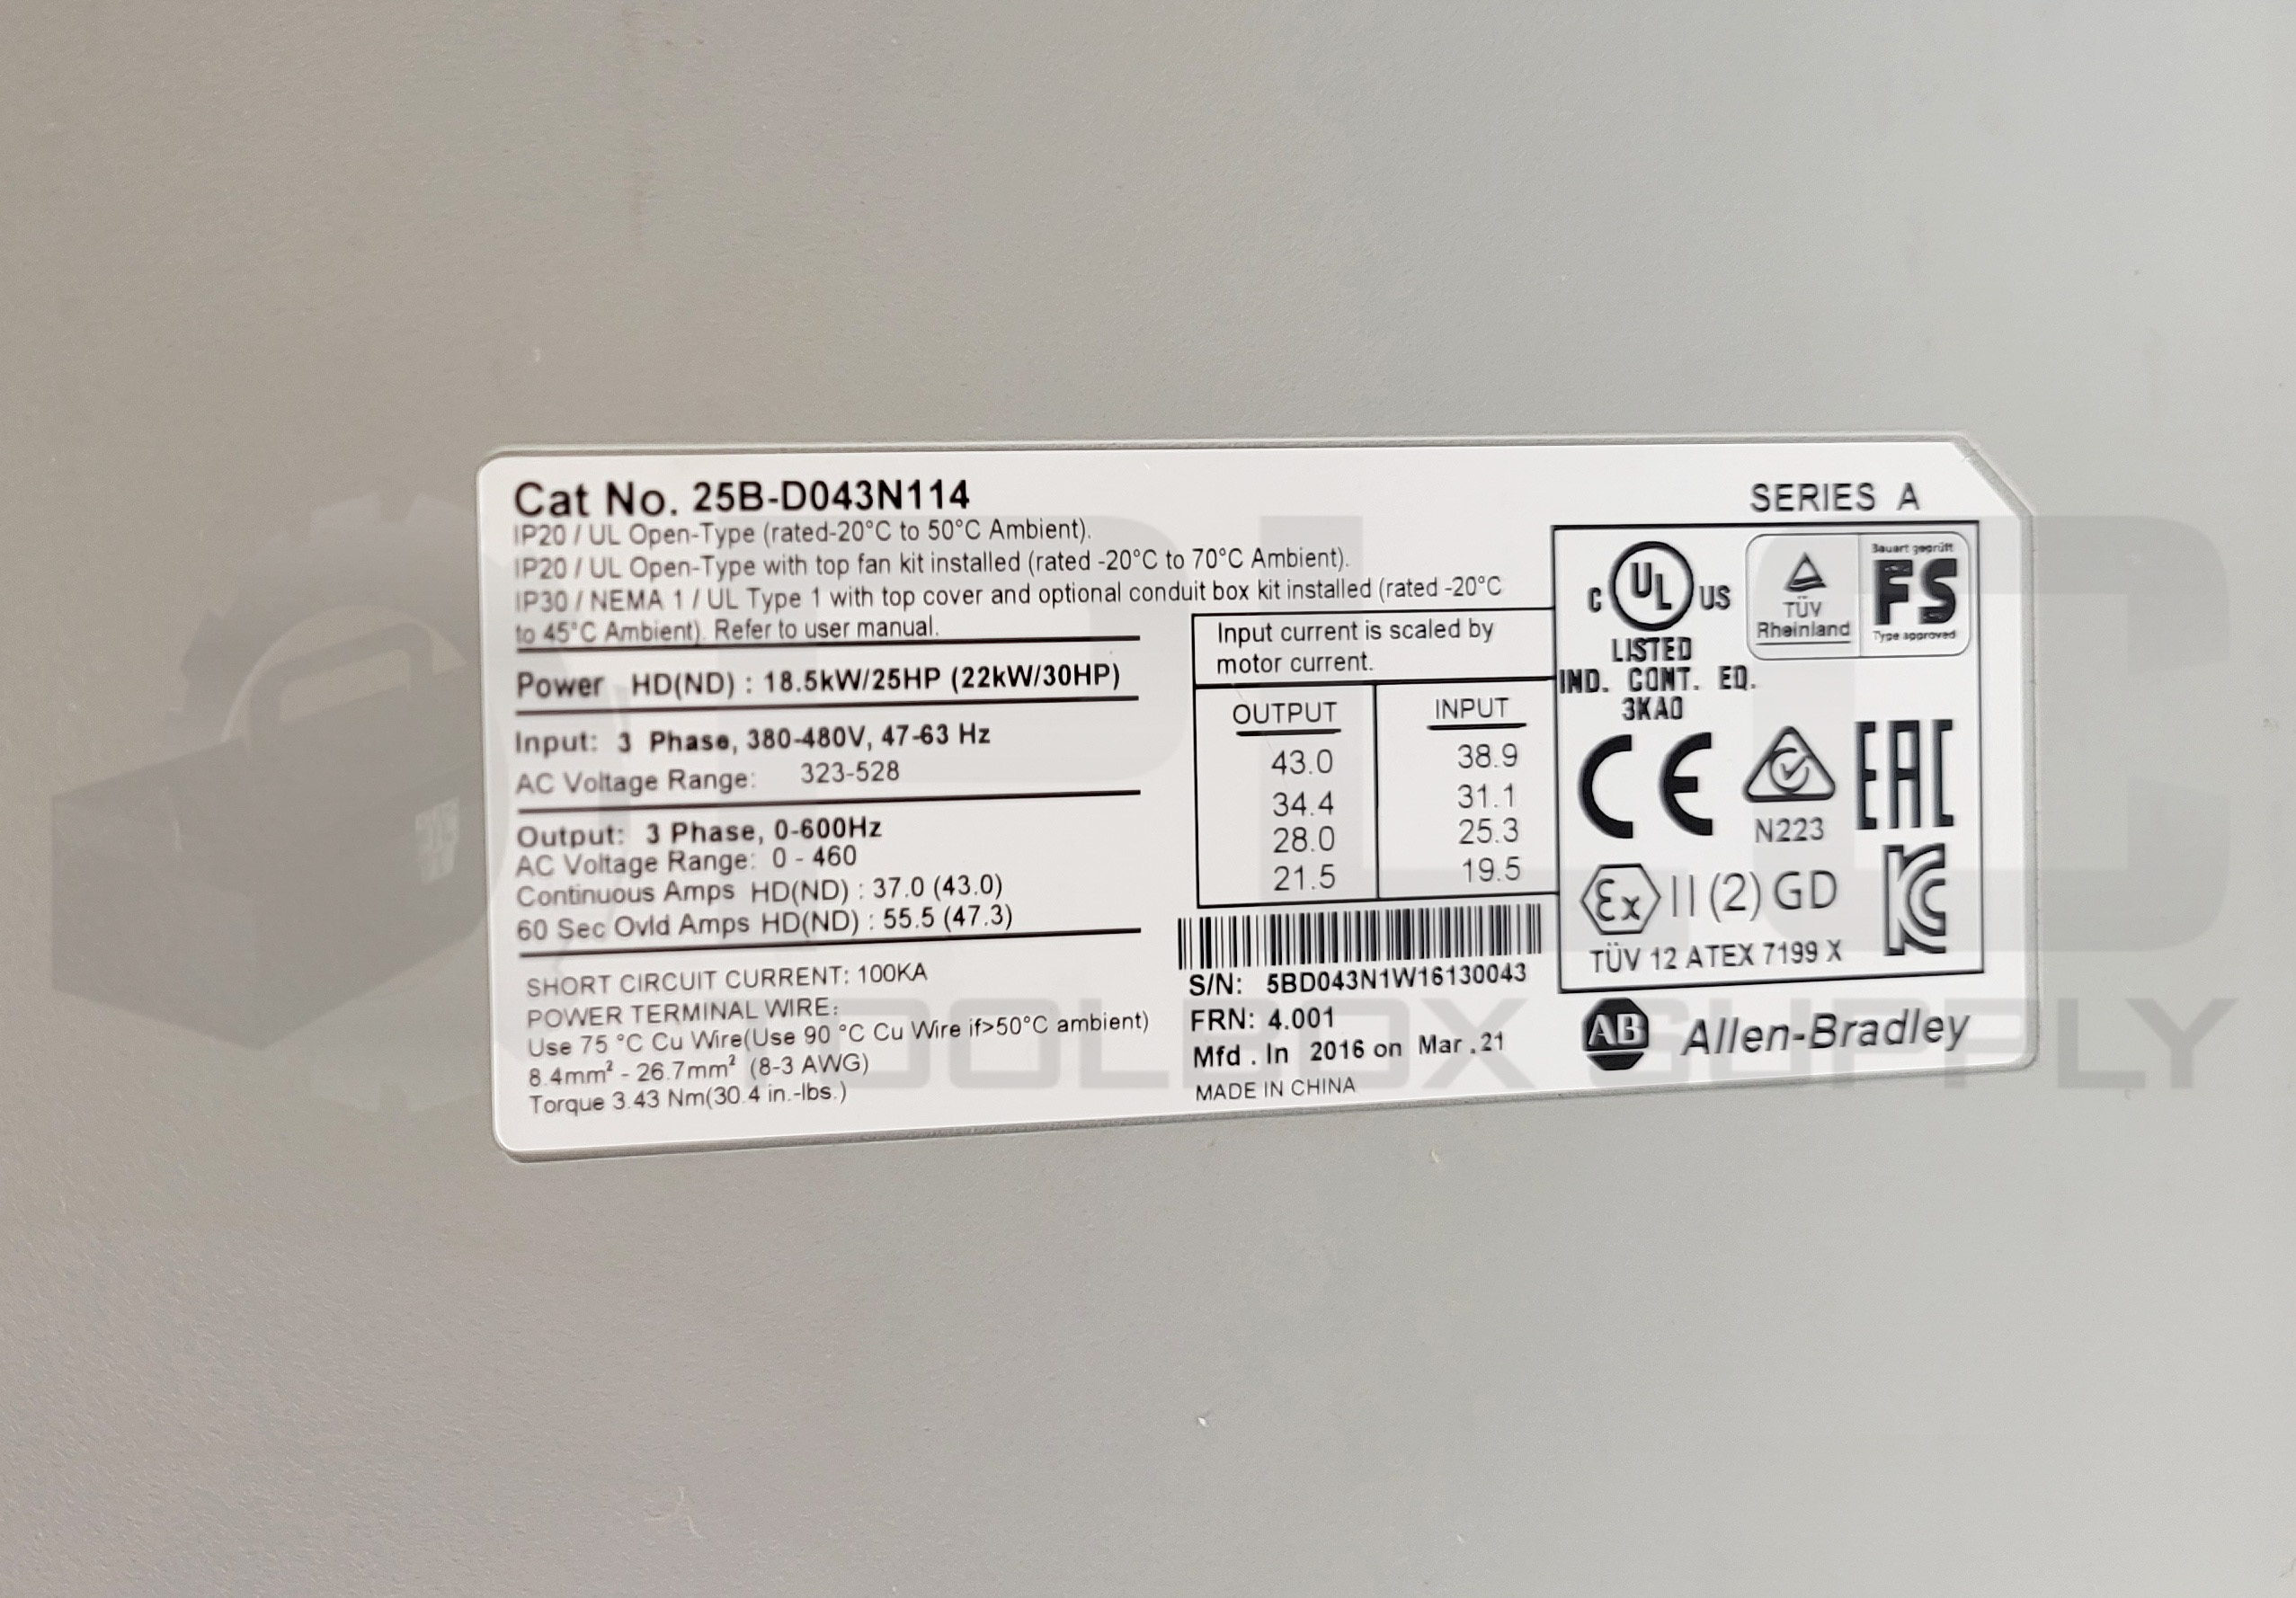 Cat No. 25B-D043N114
SERIES A
IP20 / UL Open-Type (rated-20°C to 50°C Ambient).
IP20 / UL Open-Type with top fan kit installed (rated -20°C to 70°C Ambient).
IP30 / NEMA 1 / UL Type 1 with top cover and optional conduit box kit installed (rated -20°C
to 45°C Ambient). Refer to user manual.
Power HD(ND) : 18.5kW/25HP (22kW/30HP)
Input: 3 Phase, 380-480V, 47-63 Hz
AC Voltage Range: 323-528
Output: 3 Phase, 0-600Hz
AC Voltage Range: 0 - 460
Continuous Amps HD(ND) : 37.0 (43.0)
60 Sec Ovld Amps HD(ND) : 55.5 (47.3)
SHORT CIRCUIT CURRENT: 100KA
POWER TERMINAL WIRE:
Use 75 °C Cu Wire(Use 90 °C Cu Wire if>50°C ambient)
8.4mm² - 26.7mm² (8-3 AWG)
Torque 3.43 Nm(30.4 in.-lbs.)
Input current is scaled by
motor current.
OUTPUT INPUT
43.0 38.9
34.4 31.1
28.0 25.3
21.5 19.5
S/N: 5BD043N1W16130043
FRN: 4.001
Mfd . In 2016 on Mar .21
MADE IN CHINA
C UL US
LISTED
IND. CONT. EQ.
3KA0
TÜV
Rheinland
Bauart geprüft
FS
Type approved
CE
N223
EAC
Ex II (2) GD
KC
TÜV 12 ATEX 7199 X
AB Allen-Bradley
PLC
TOOLBOX SUPPLY